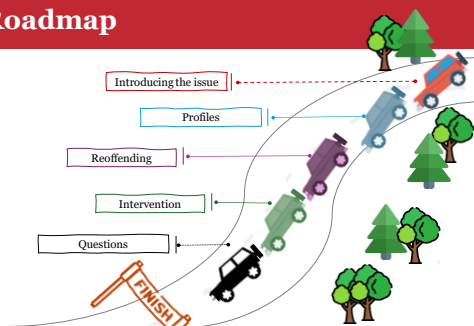 Roadmap
Introducing the issue
Profiles
Reoffending
Intervention
Questions
FINISH